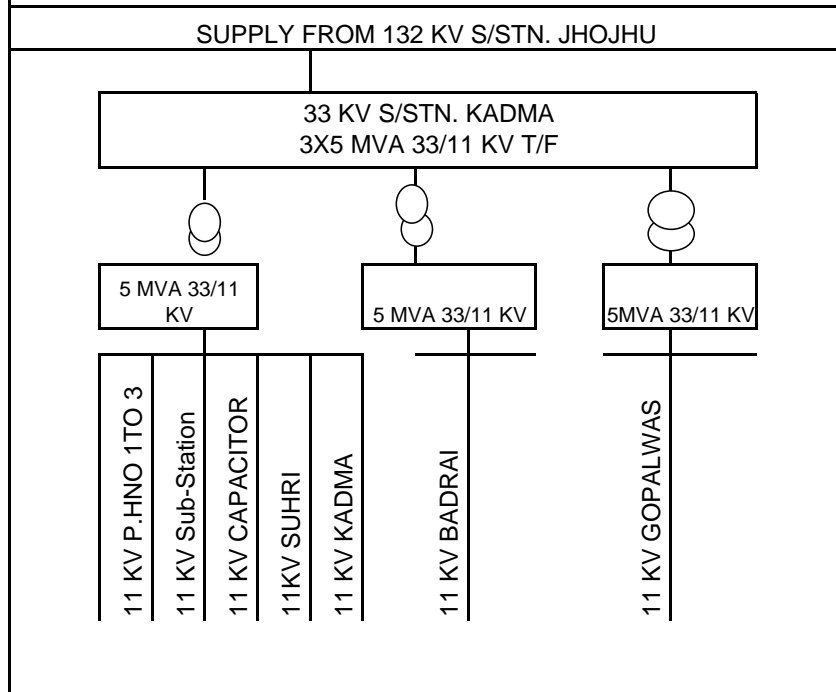 SUPPLY FROM 132 KV S/STN. JHOJHU
33 KV S/STN. KADMA
3X5 MVA 33/11 KV T/F
5 MVA 33/11
KV
5 MVA 33/11 KV
5MVA 33/11 KV
11 KV P.HNO 1TO 3
11 KV Sub-Station
11 KV CAPACITOR
11KV SUHRI
11 KV KADMA
11 KV BADRAI
11 KV GOPALWAS